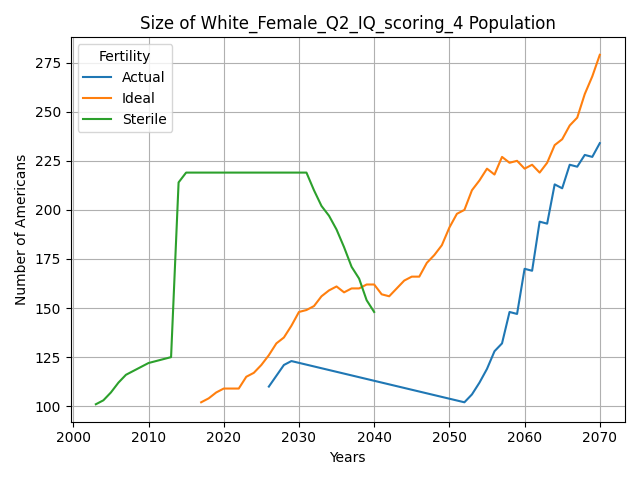 Size of White_Female_Q2_IQ_scoring_4 Population
Fertility
Actual
Ideal
Sterile
Number of Americans
275
250
225
200
175
150
125
100
2000 2010 2020 2030 2040 2050 2060 2070
Years